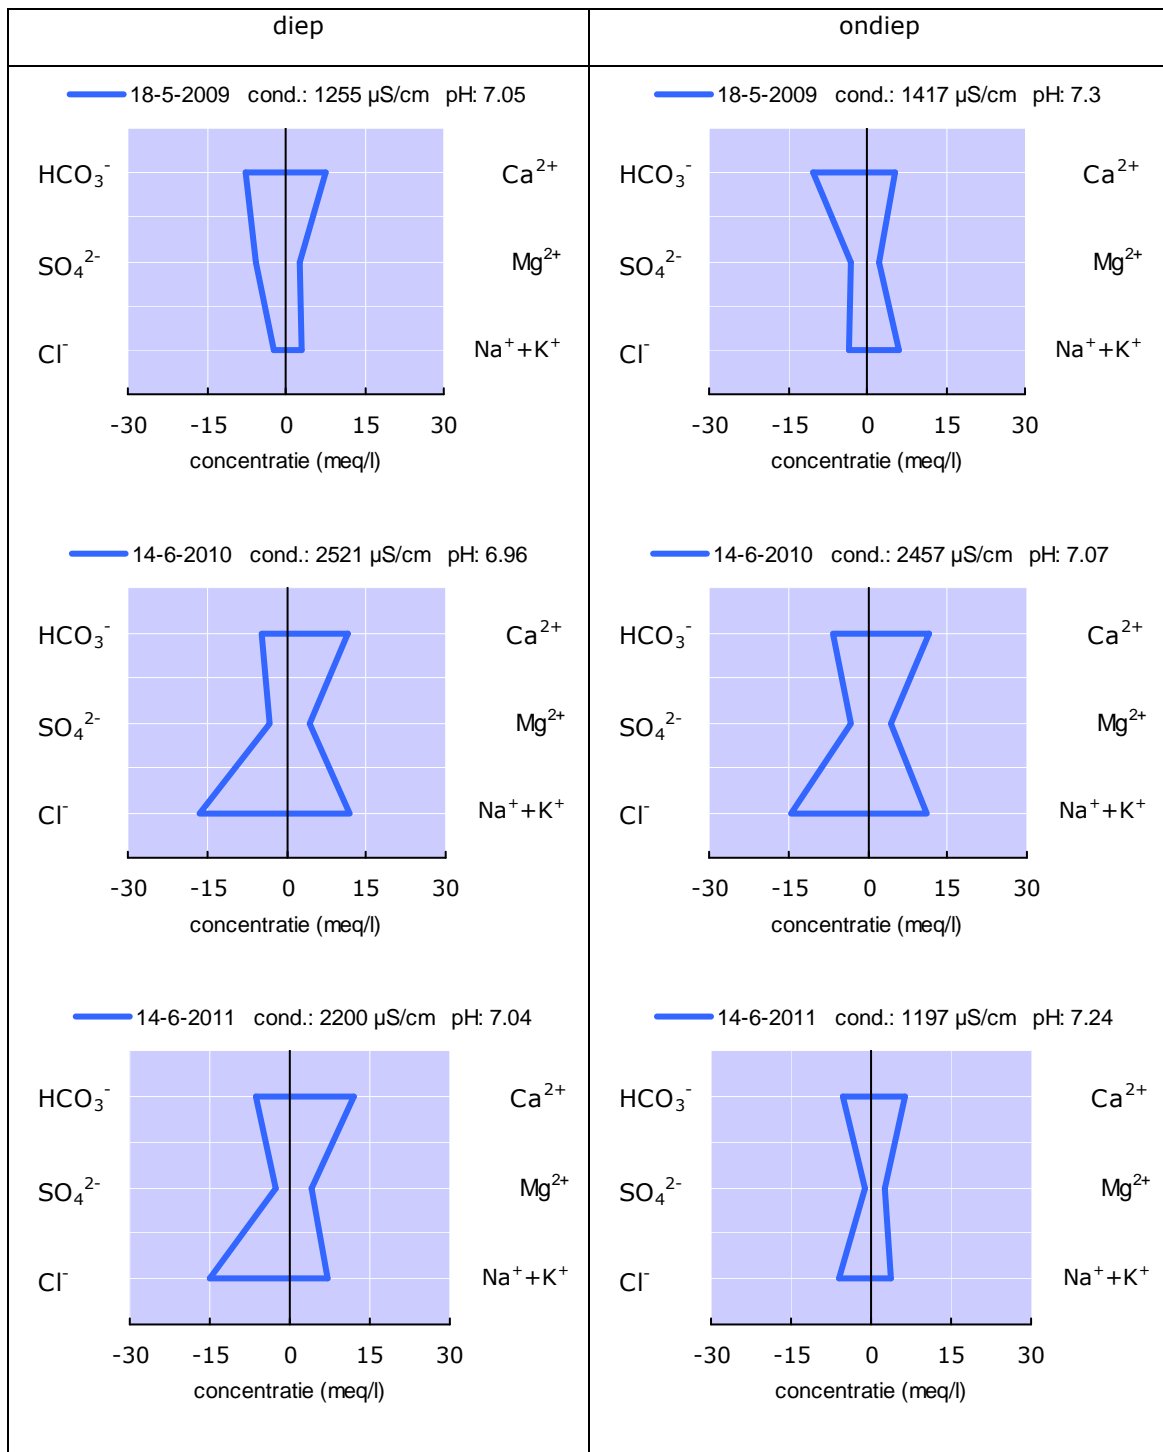 diep
ondiep
18-5-2009 cond.: 1255 µS/cm pH: 7.05
HCO₃⁻ Ca²⁺
SO₄²⁻ Mg²⁺
Cl⁻ Na⁺+K⁺
-30 -15 0 15 30
concentratie (meq/l)
18-5-2009 cond.: 1417 µS/cm pH: 7.3
HCO₃⁻ Ca²⁺
SO₄²⁻ Mg²⁺
Cl⁻ Na⁺+K⁺
-30 -15 0 15 30
concentratie (meq/l)
14-6-2010 cond.: 2521 µS/cm pH: 6.96
HCO₃⁻ Ca²⁺
SO₄²⁻ Mg²⁺
Cl⁻ Na⁺+K⁺
-30 -15 0 15 30
concentratie (meq/l)
14-6-2010 cond.: 2457 µS/cm pH: 7.07
HCO₃⁻ Ca²⁺
SO₄²⁻ Mg²⁺
Cl⁻ Na⁺+K⁺
-30 -15 0 15 30
concentratie (meq/l)
14-6-2011 cond.: 2200 µS/cm pH: 7.04
HCO₃⁻ Ca²⁺
SO₄²⁻ Mg²⁺
Cl⁻ Na⁺+K⁺
-30 -15 0 15 30
concentratie (meq/l)
14-6-2011 cond.: 1197 µS/cm pH: 7.24
HCO₃⁻ Ca²⁺
SO₄²⁻ Mg²⁺
Cl⁻ Na⁺+K⁺
-30 -15 0 15 30
concentratie (meq/l)